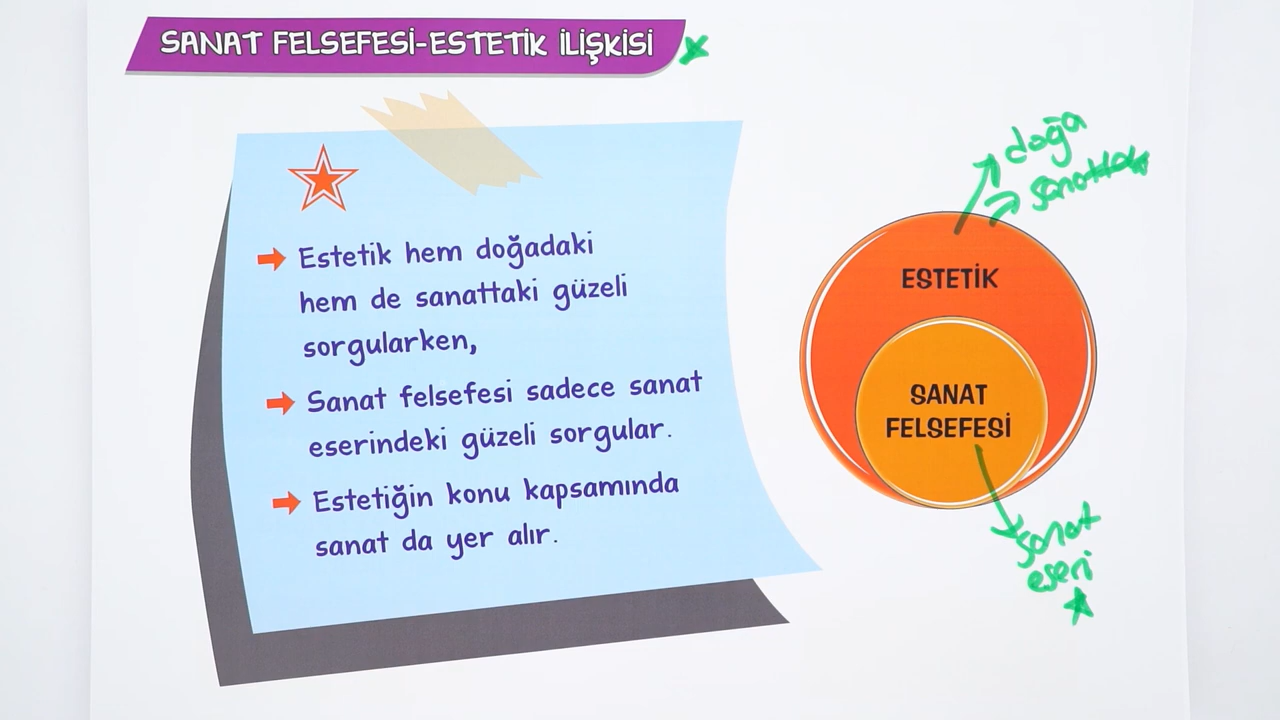 SANAT FELSEFESİ-ESTETİK İLİŞKİSİ
Estetik hem doğadaki
hem de sanattaki güzeli
sorgularken,
Sanat felsefesi sadece sanat
eserindeki güzeli sorgular.
Estetiğin konu kapsamında
sanat da yer alır.
doğa
ESTETİK
SANAT
FELSEFESİ
sanat
eseri